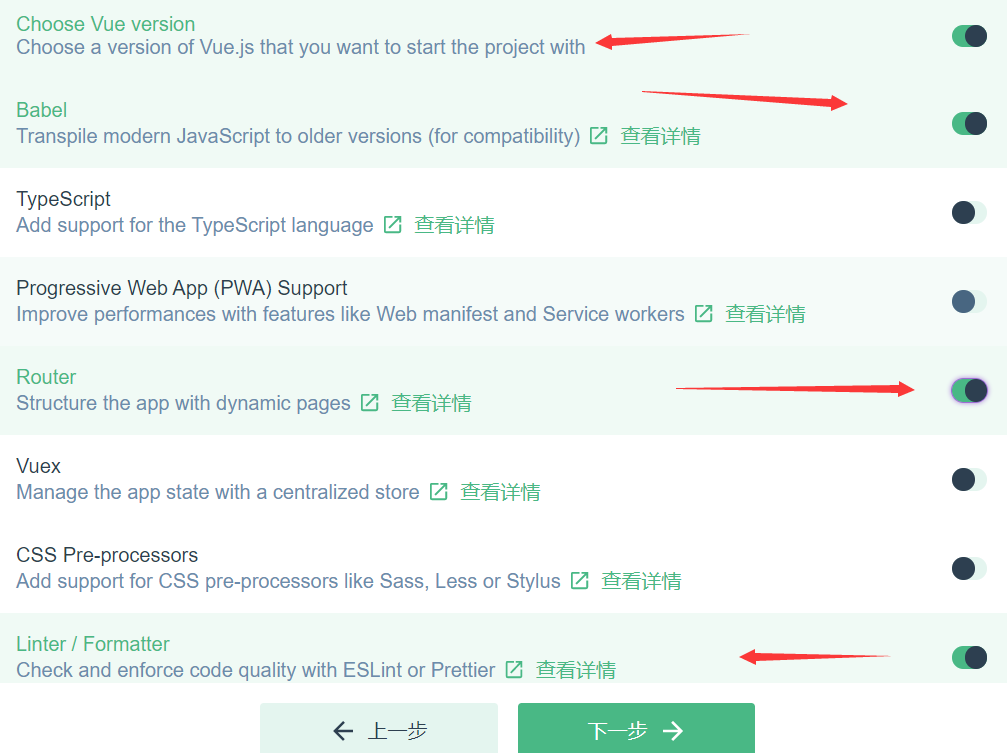 Choose Vue version
Choose a version of Vue.js that you want to start the project with
Babel
Transpile modern JavaScript to older versions (for compatibility) 查看详情
TypeScript
Add support for the TypeScript language 查看详情
Progressive Web App (PWA) Support
Improve performances with features like Web manifest and Service workers 查看详情
Router
Structure the app with dynamic pages 查看详情
Vuex
Manage the app state with a centralized store 查看详情
CSS Pre-processors
Add support for CSS pre-processors like Sass, Less or Stylus 查看详情
Linter / Formatter
Check and enforce code quality with ESLint or Prettier 查看详情
上一步 下一步